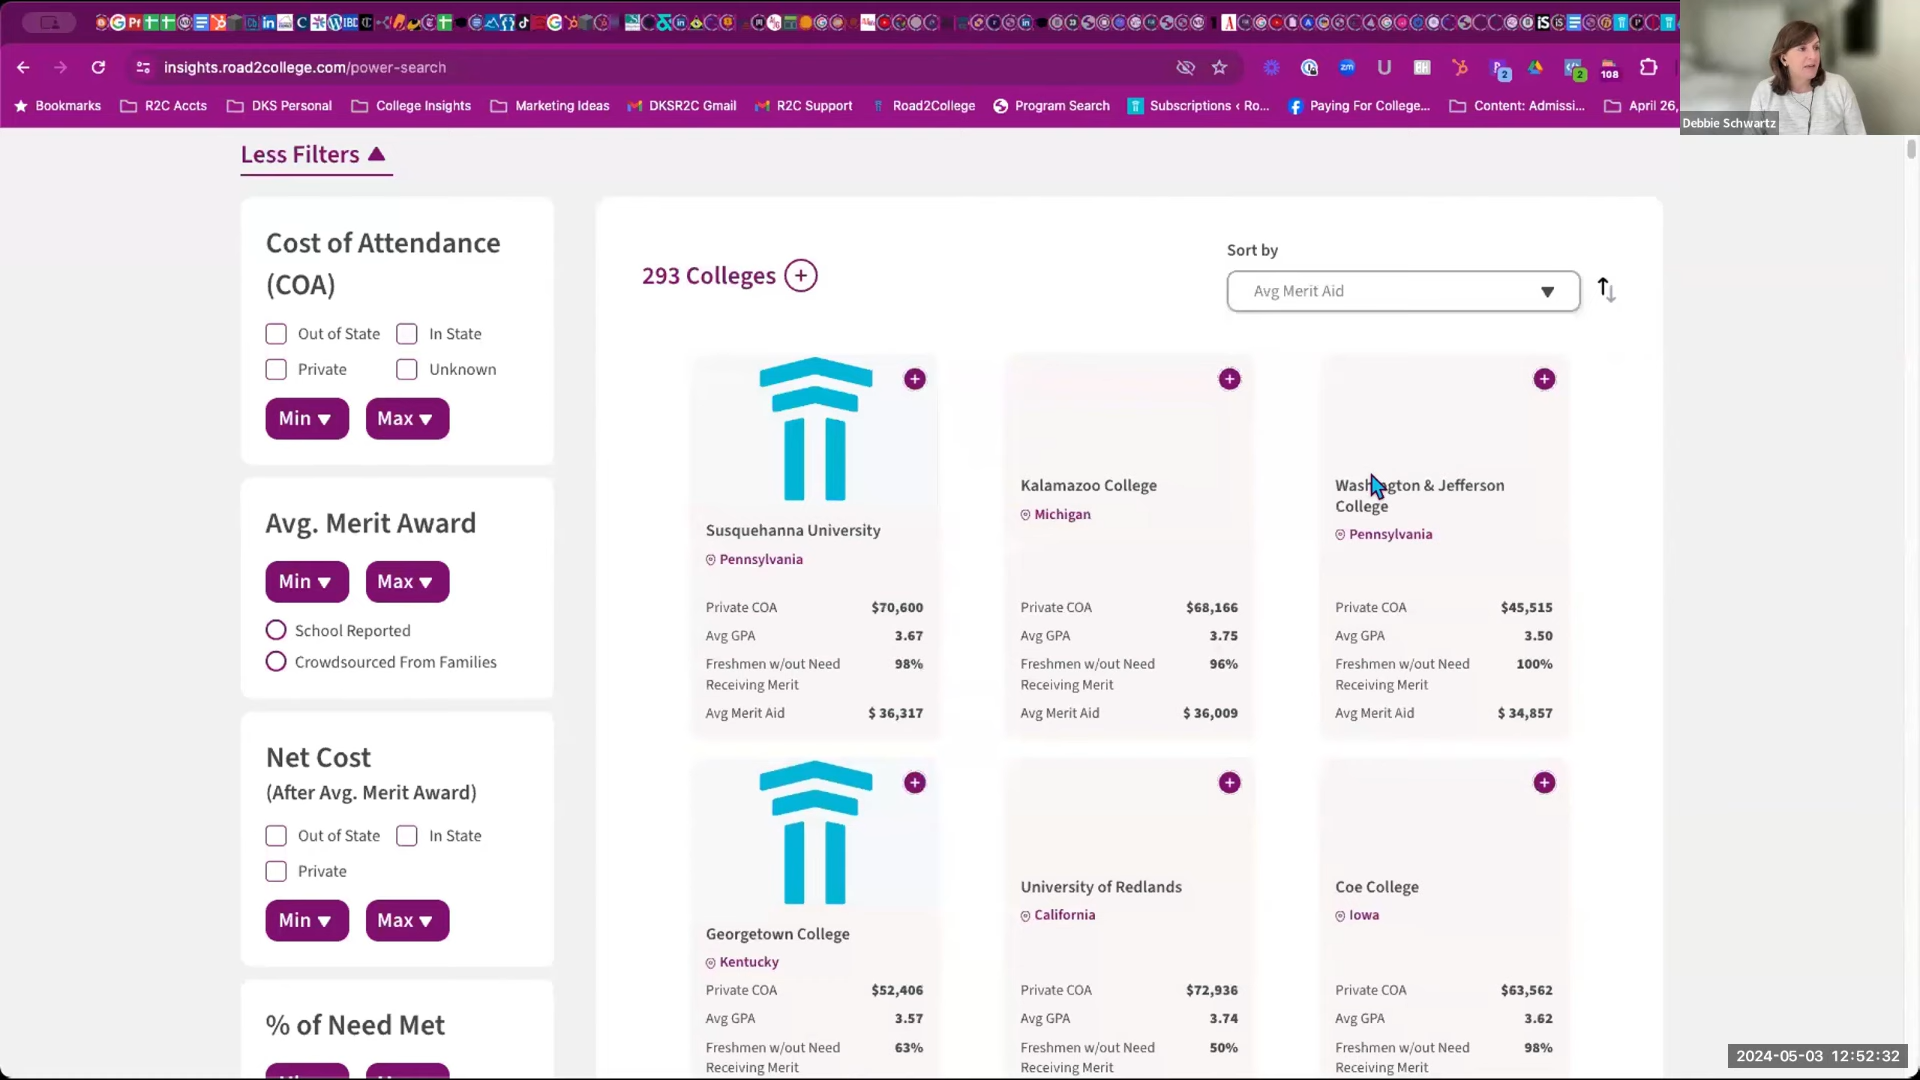 insights.road2college.com/power-search
2
2
108
Bookmarks
R2C Accts
DKS Personal
College Insights
Marketing Ideas
DKSR2C Gmail
R2C Support
Road2College
Program Search
Subscriptions ‹ Ro...
Paying For College...
Content: Admissi...
April 26,
Debbie Schwartz
Less Filters
Cost of Attendance
(COA)
Out of State
In State
Private
Unknown
Min
Max
Avg. Merit Award
Min
Max
School Reported
Crowdsourced From Families
Net Cost
(After Avg. Merit Award)
Out of State
In State
Private
Min
Max
% of Need Met
293 Colleges
Sort by
Avg Merit Aid
Susquehanna University
Pennsylvania
Private COA $70,600
Avg GPA 3.67
Freshmen w/out Need 98%
Receiving Merit
Avg Merit Aid $ 36,317
Kalamazoo College
Michigan
Private COA $68,166
Avg GPA 3.75
Freshmen w/out Need 96%
Receiving Merit
Avg Merit Aid $ 36,009
Washington & Jefferson
College
Pennsylvania
Private COA $45,515
Avg GPA 3.50
Freshmen w/out Need 100%
Receiving Merit
Avg Merit Aid $ 34,857
Georgetown College
Kentucky
Private COA $52,406
Avg GPA 3.57
Freshmen w/out Need 63%
Receiving Merit
University of Redlands
California
Private COA $72,936
Avg GPA 3.74
Freshmen w/out Need 50%
Receiving Merit
Coe College
Iowa
Private COA $63,562
Avg GPA 3.62
Freshmen w/out Need 98%
Receiving Merit
2024-05-03 12:52:32